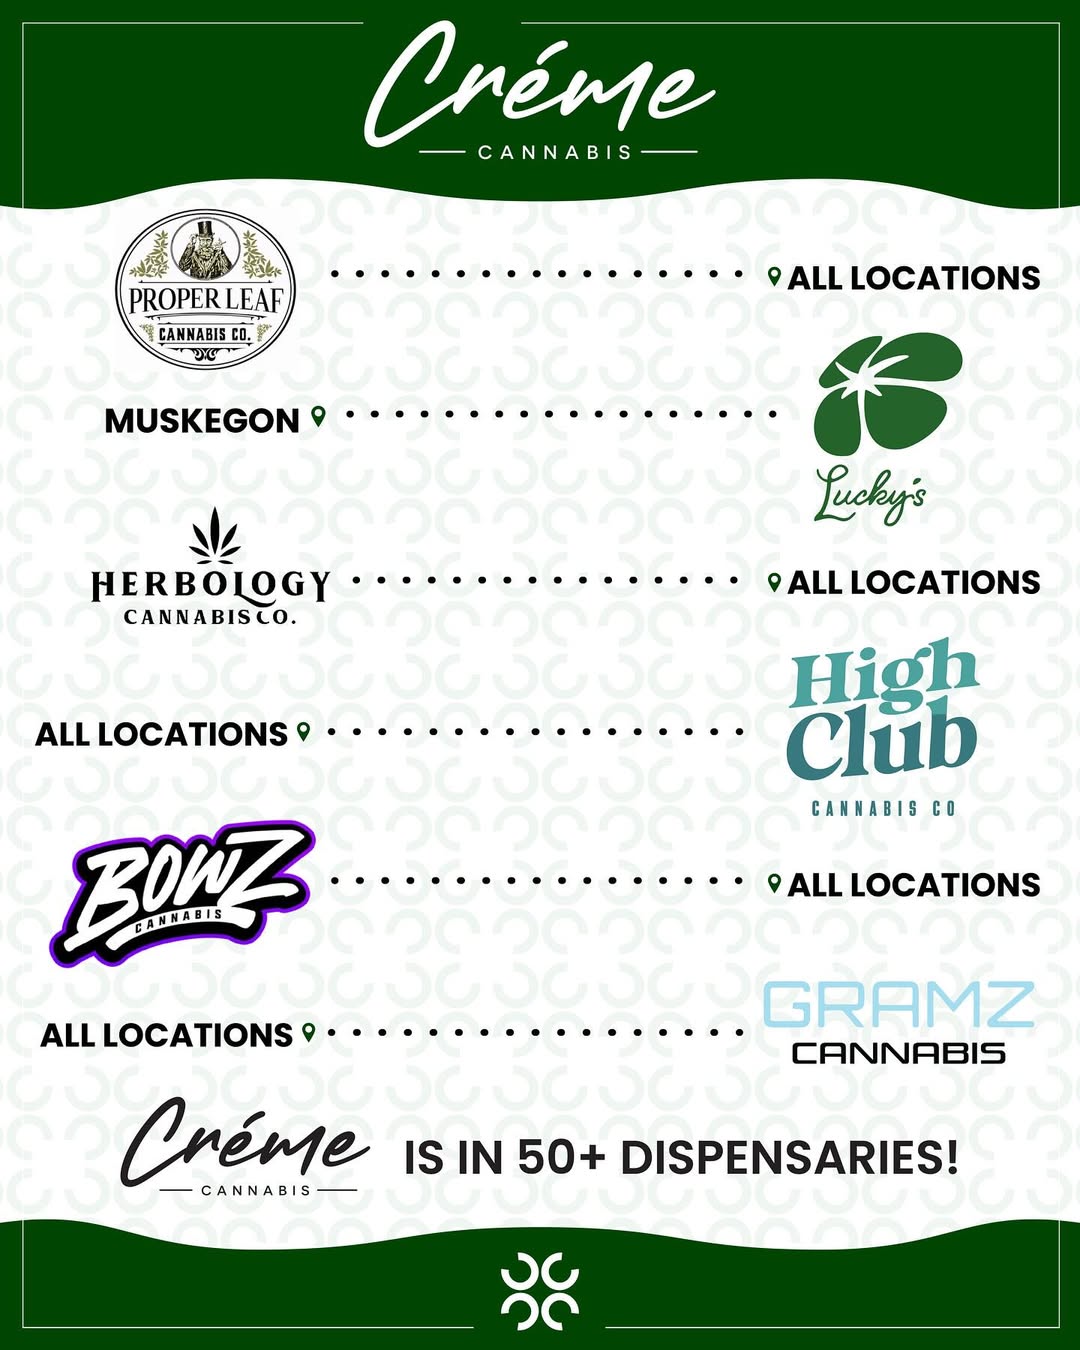 Créme
CANNABIS
PROPER LEAF
CANNABIS CO.
ALL LOCATIONS
MUSKEGON
Lucky's
HERBOLOGY
CANNABIS CO.
ALL LOCATIONS
High
Club
CANNABIS CO
ALL LOCATIONS
BOWZ
CANNABIS
ALL LOCATIONS
GRAMZ
CANNABIS
ALL LOCATIONS
Créme
CANNABIS
IS IN 50+ DISPENSARIES!